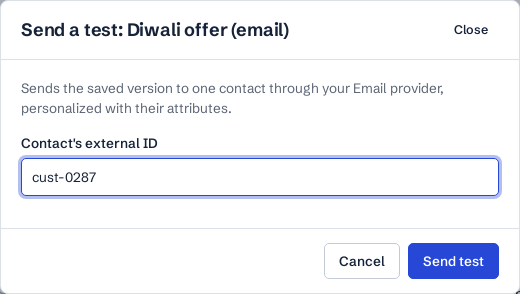 Send a test: Diwali offer (email)
Close
Sends the saved version to one contact through your Email provider,
personalized with their attributes.
Contact's external ID
cust-0287
Cancel
Send test